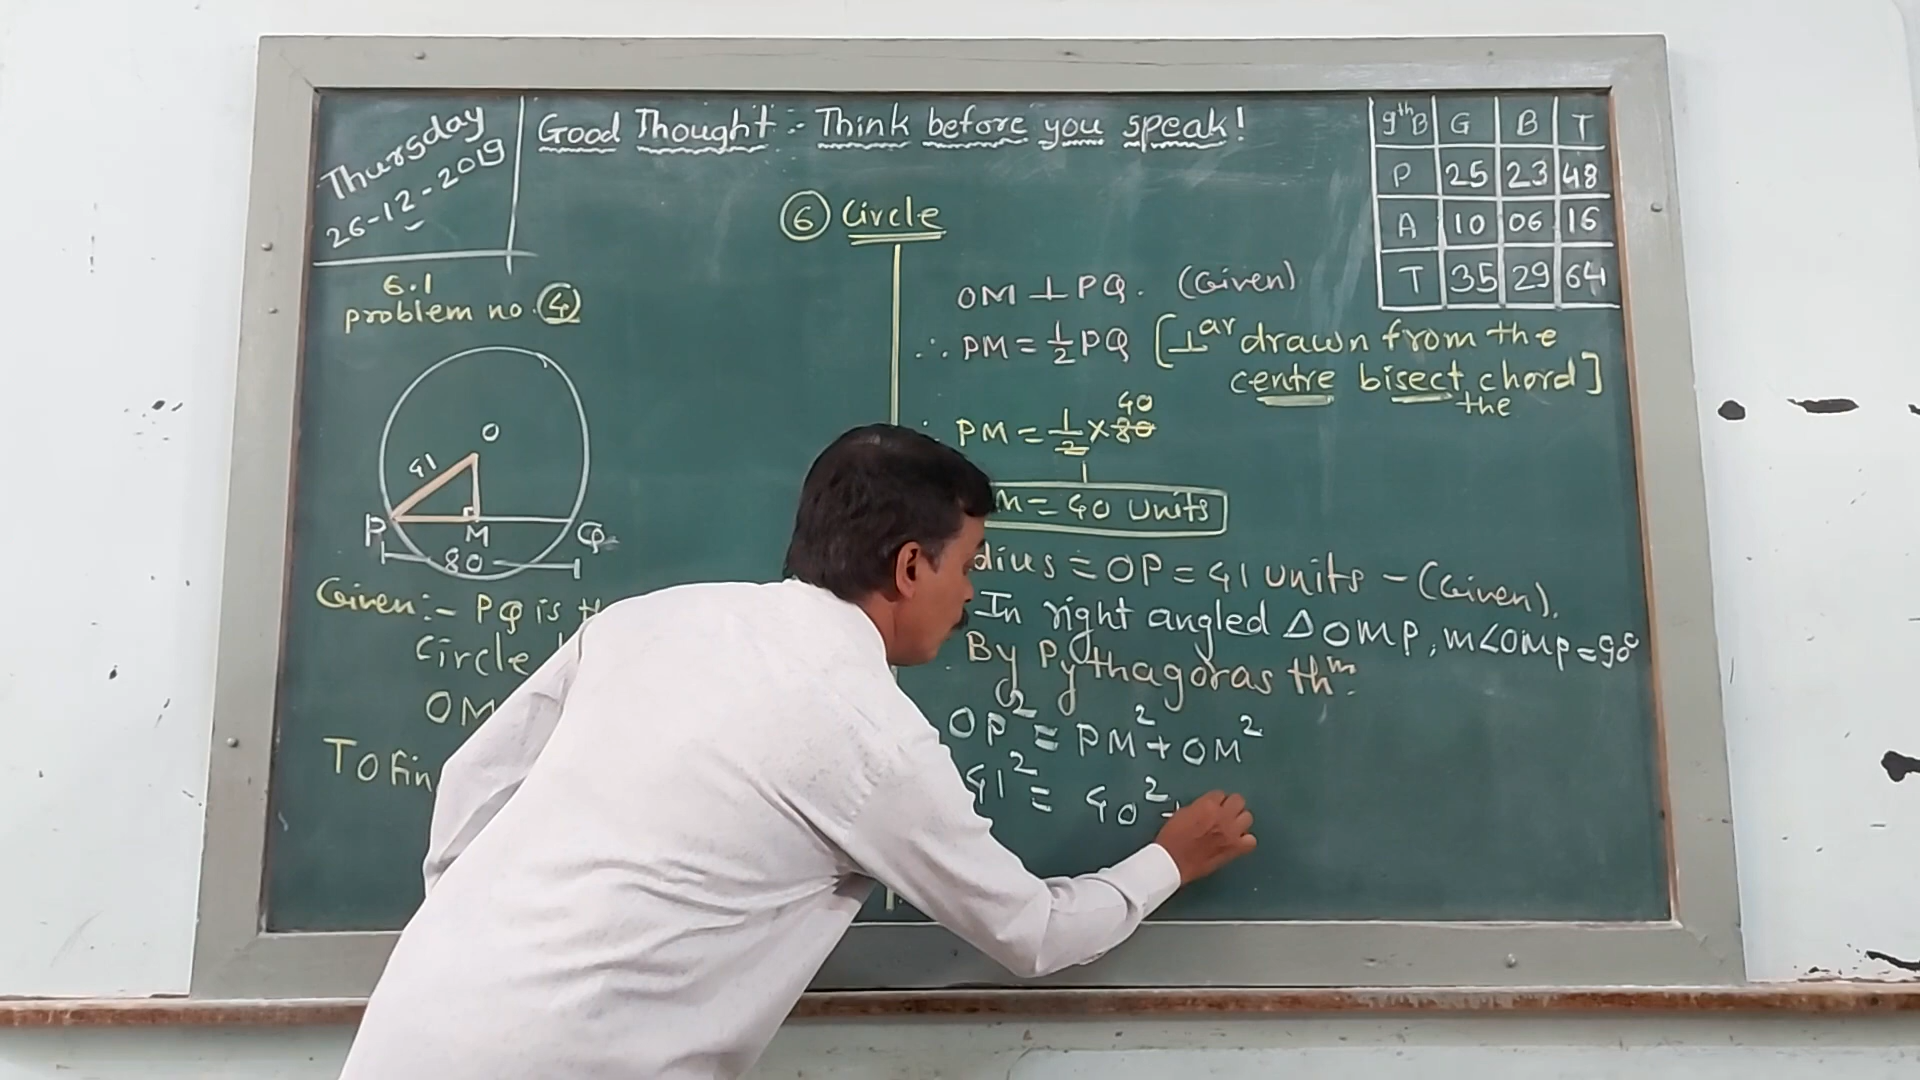 Thursday
26-12-2019
Good Thought :- Think before you speak!
9th B G B T
P 25 23 48
A 10 06 16
T 35 29 64
⑥ Circle
6.1
problem no. ④
O
41
P M Q
80
Given :- PQ is
Circle
OM
To fin
OM ⊥ PQ. (Given)
∴ PM = 1/2 PQ [⊥ar drawn from the
centre bisect chord]
the
40
∴ PM = 1/2 × 80
1
M = 40 units
dius = OP = 41 units - (Given).
In right angled △ OMP, m∠OMP = 90°
By Pythagoras thm.
OP² = PM² + OM²
41² = 40² +